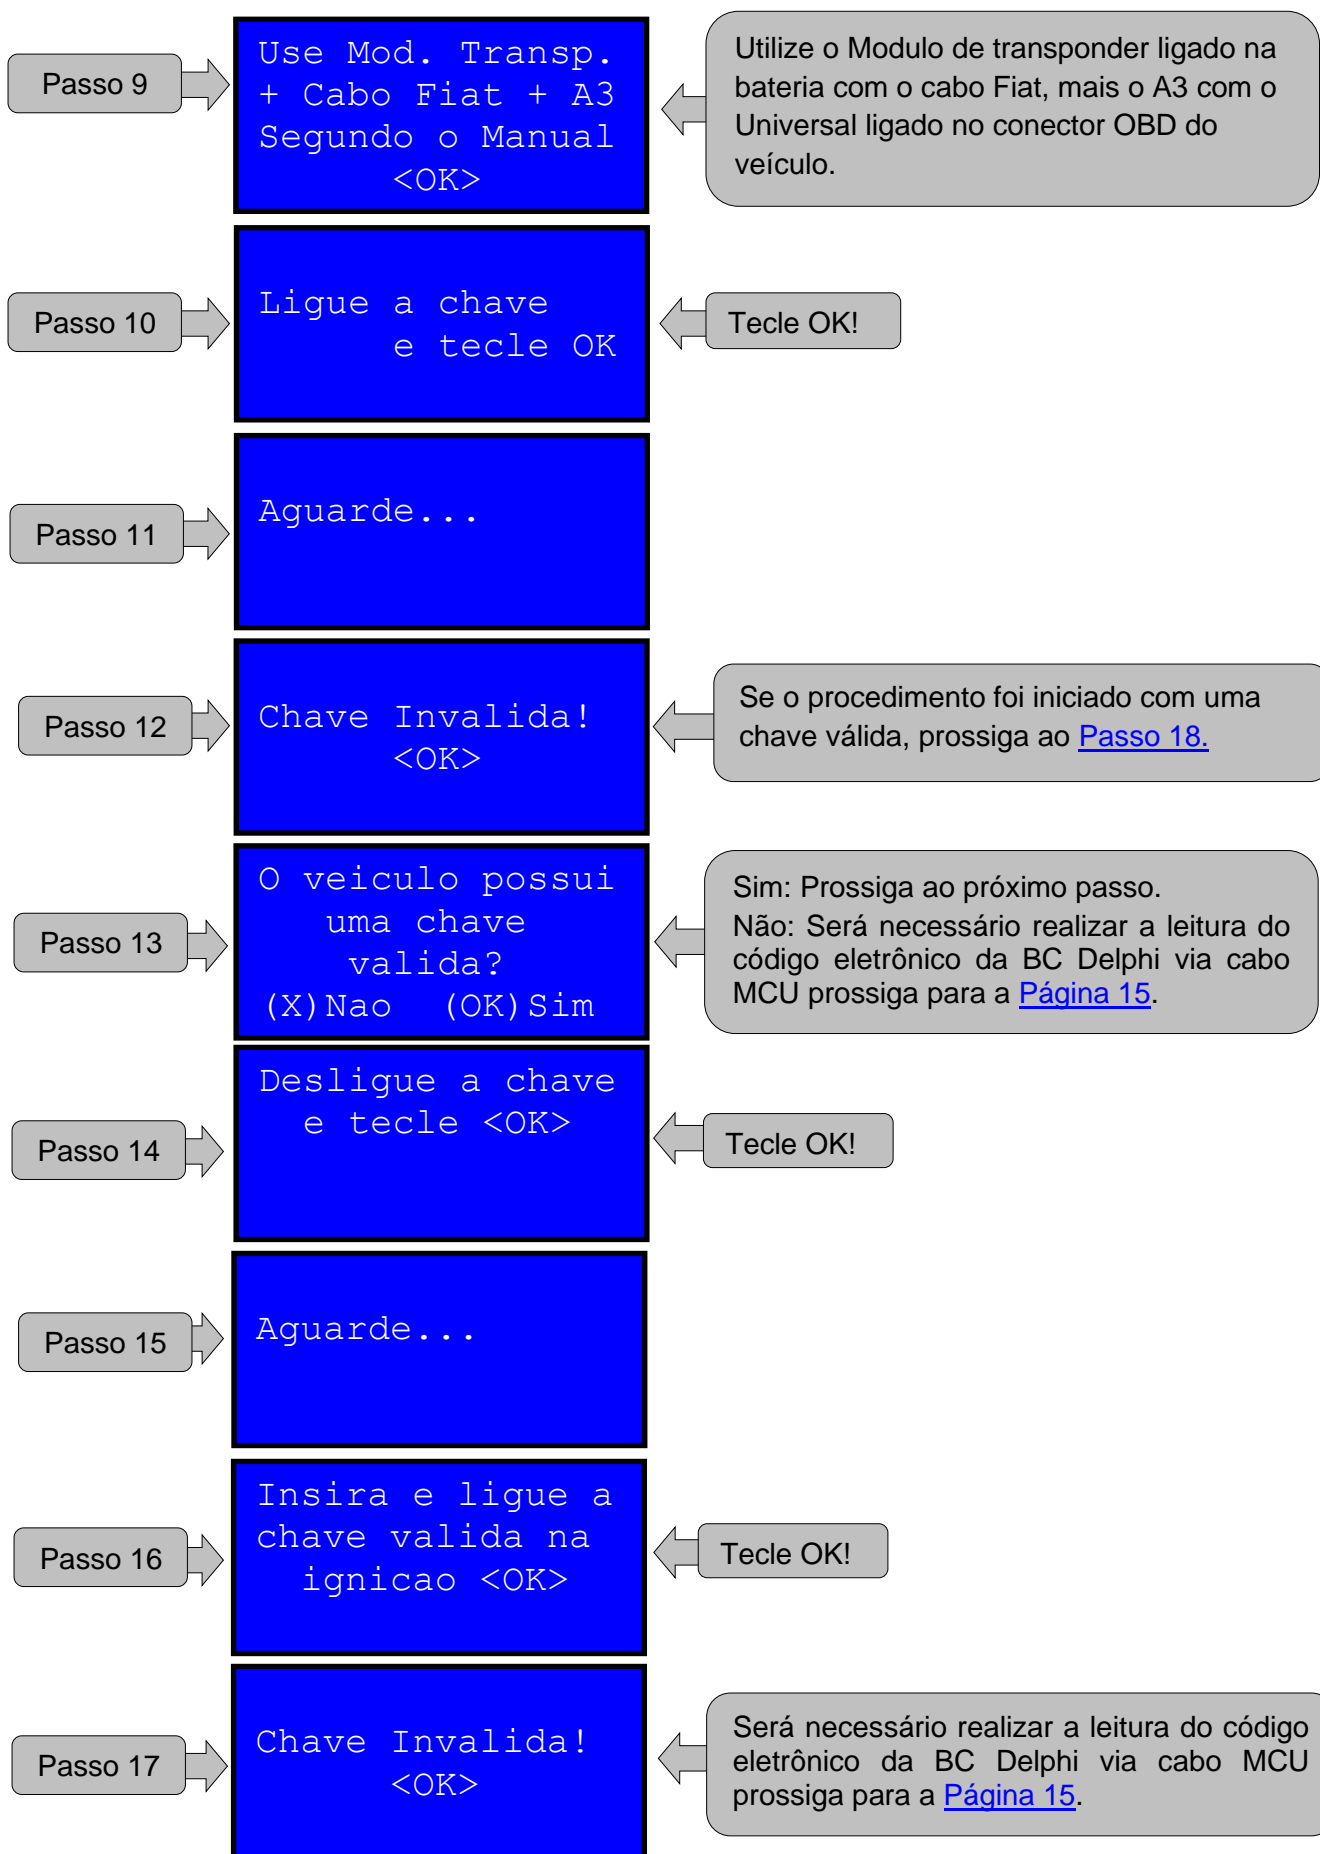 Passo 9
Use Mod. Transp.
+ Cabo Fiat + A3
Segundo o Manual
<OK>
Utilize o Modulo de transponder ligado na
bateria com o cabo Fiat, mais o A3 com o
Universal ligado no conector OBD do
veículo.
Passo 10
Ligue a chave
e tecle OK
Tecle OK!
Passo 11
Aguarde...
Passo 12
Chave Invalida!
<OK>
Se o procedimento foi iniciado com uma
chave válida, prossiga ao Passo 18.
Passo 13
O veiculo possui
uma chave
valida?
(X)Nao (OK)Sim
Sim: Prossiga ao próximo passo.
Não: Será necessário realizar a leitura do
código eletrônico da BC Delphi via cabo
MCU prossiga para a Página 15.
Passo 14
Desligue a chave
e tecle <OK>
Tecle OK!
Passo 15
Aguarde...
Passo 16
Insira e ligue a
chave valida na
ignicao <OK>
Tecle OK!
Passo 17
Chave Invalida!
<OK>
Será necessário realizar a leitura do código
eletrônico da BC Delphi via cabo MCU
prossiga para a Página 15.